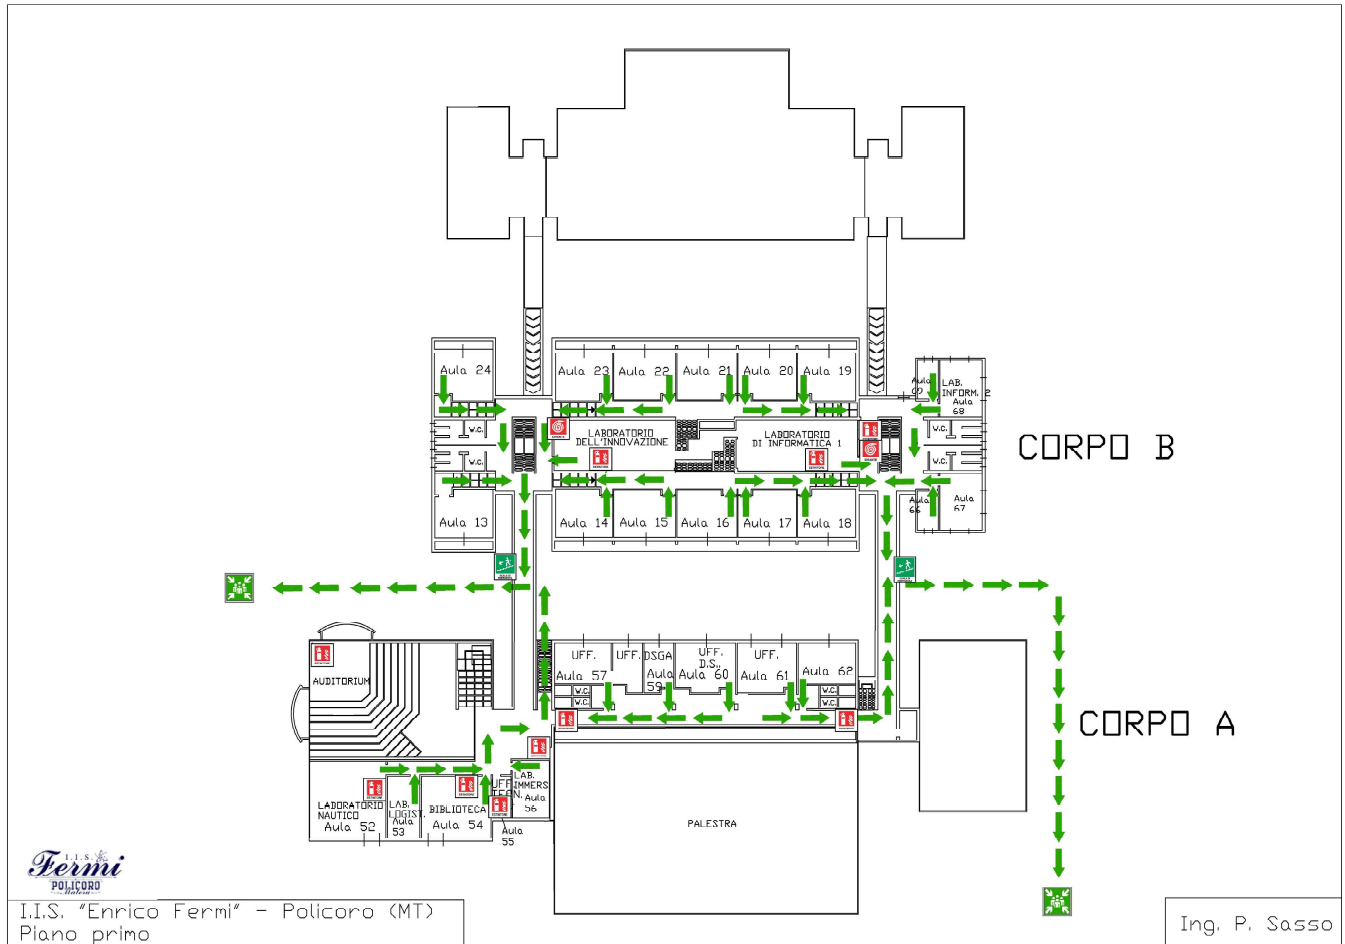 Aula 24
Aula 23
Aula 22
Aula 21
Aula 20
Aula 19
Aula
LAB.
INFORM. 2
Aula
68
W.C.
W.C.
LABORATORIO
DELL'INNOVAZIONE
LABORATORIO
DI INFORMATICA 1
W.C.
W.C.
CORPO B
Aula 13
Aula 14
Aula 15
Aula 16
Aula 17
Aula 18
Aula
66
Aula
67
UFF.
Aula 57
UFF.
DSGA
Aula
59
UFF.
D.S..
Aula 60
UFF.
Aula 61
Aula 62
W.C.
W.C.
W.C.
W.C.
AUDITORIUM
CORPO A
LABORATORIO
NAUTICO
Aula 52
LAB.
LOGIST.
Aula
53
BIBLIOTECA
Aula 54
UFF.
Aula
55
LAB.
IMMERS
Aula
56
PALESTRA
I.I.S.
Fermi
POLICORO
Matera
I.I.S. "Enrico Fermi" - Policoro (MT)
Piano primo
Ing. P. Sasso